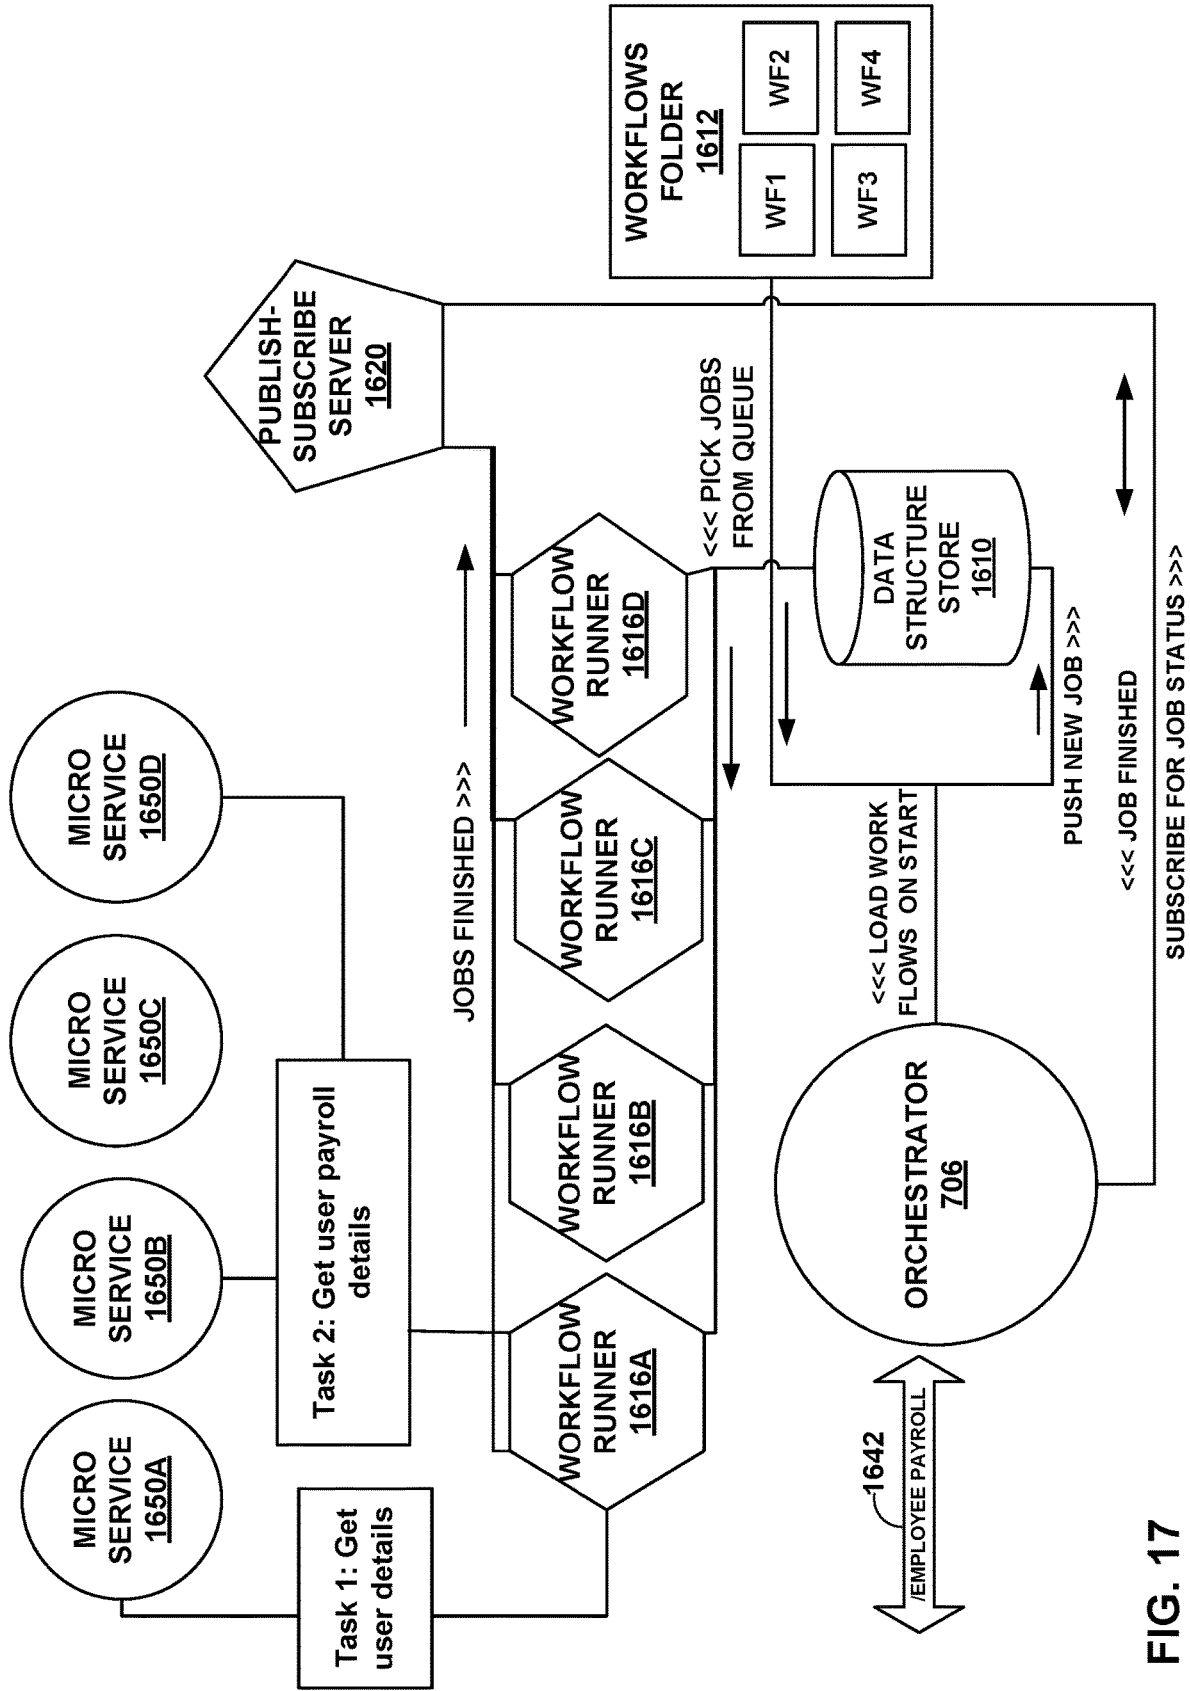 MICRO
SERVICE
1650A
MICRO
SERVICE
1650B
MICRO
SERVICE
1650C
MICRO
SERVICE
1650D
Task 1: Get
user details
Task 2: Get user payroll
details
JOBS FINISHED >>>
PUBLISH-
SUBSCRIBE
SERVER
1620
WORKFLOW
RUNNER
1616A
WORKFLOW
RUNNER
1616B
WORKFLOW
RUNNER
1616C
WORKFLOW
RUNNER
1616D
<<< PICK JOBS
FROM QUEUE
WORKFLOWS
FOLDER
1612
WF1
WF2
WF3
WF4
1642
/EMPLOYEE PAYROLL/
ORCHESTRATOR
706
<<< LOAD WORK
FLOWS ON START
DATA
STRUCTURE
STORE
1610
PUSH NEW JOB >>>
<<< JOB FINISHED
SUBSCRIBE FOR JOB STATUS >>>
FIG. 17